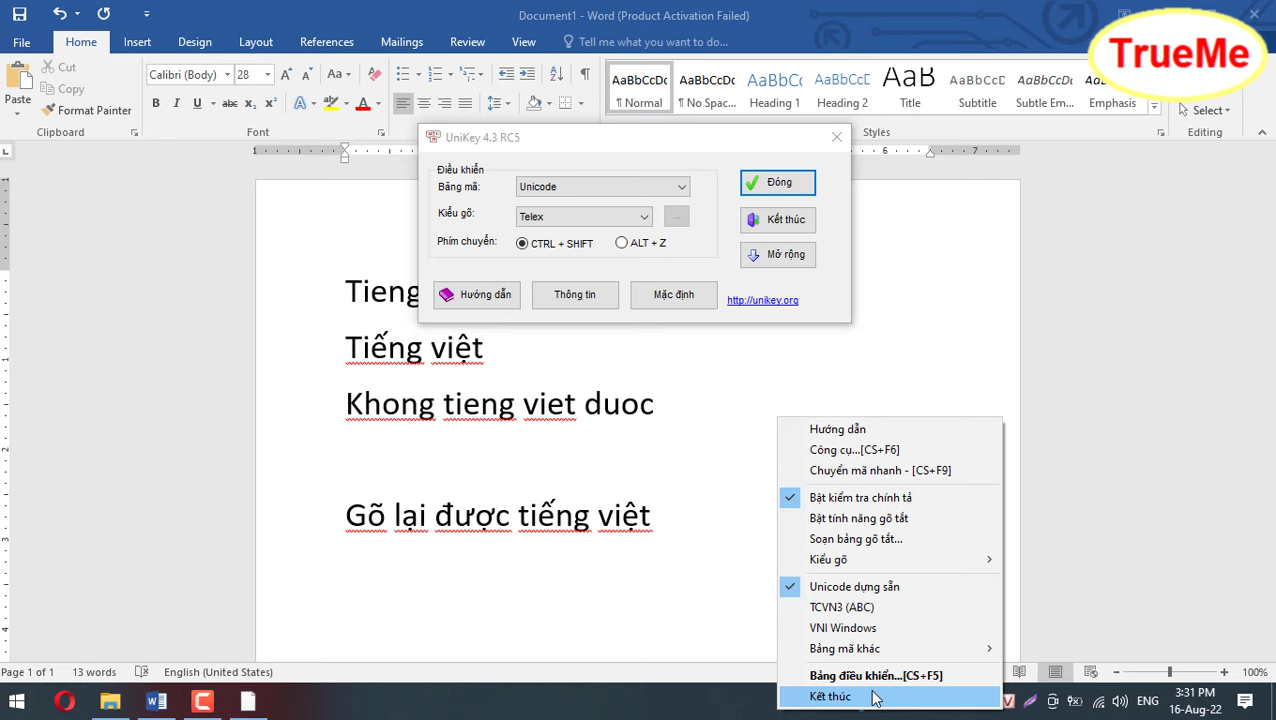 Document1 - Word (Product Activation Failed)
TrueMe
File Home Insert Design Layout References Mailings Review View Tell me what you want to do...
Cut
Copy
Format Painter
Paste
Calibri (Body) 28
AaBbCcDc AaBbCcDc AaBbCc AaBbCcC AaB AaBbCcC AaBbCcDc AaBbCcDc
¶ Normal ¶ No Spac... Heading 1 Heading 2 Title Subtitle Subtle Em... Emphasis
Select
Clipboard Font Styles Editing
UniKey 4.3 RC5
Điều khiển
Bảng mã: Unicode
Kiểu gõ: Telex ...
Phím chuyển: CTRL + SHIFT ALT + Z
Đóng
Kết thúc
Mở rộng
Hướng dẫn Thông tin Mặc định http://unikey.org
Tieng
Tiếng việt
Khong tieng viet duoc
Gõ lại được tiếng việt
Hướng dẫn
Công cụ...[CS+F6]
Chuyển mã nhanh - [CS+F9]
Bật kiểm tra chính tả
Bật tính năng gõ tắt
Soạn bảng gõ tắt...
Kiểu gõ
Unicode dựng sẵn
TCVN3 (ABC)
VNI Windows
Bảng mã khác
Bảng điều khiển...[CS+F5]
Kết thúc
Page 1 of 1 13 words English (United States) 100%
ENG 3:31 PM
16-Aug-22